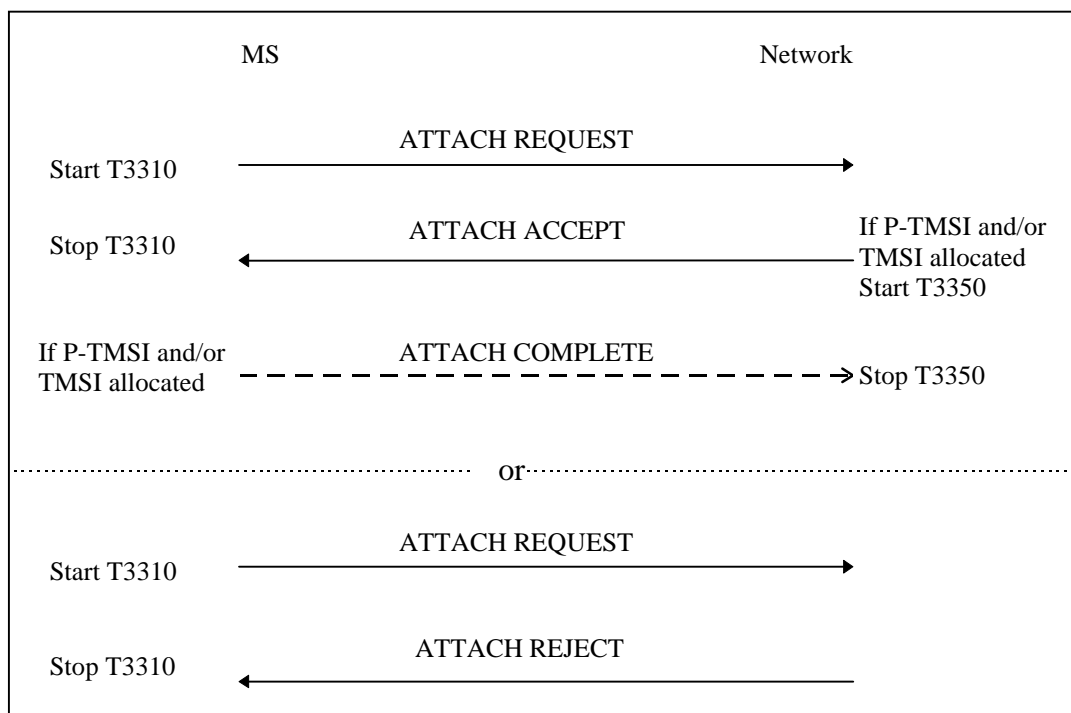 MS Network
ATTACH REQUEST
Start T3310
ATTACH ACCEPT
Stop T3310
If P-TMSI and/or
TMSI allocated
Start T3350
If P-TMSI and/or
TMSI allocated
ATTACH COMPLETE
Stop T3350
or
ATTACH REQUEST
Start T3310
ATTACH REJECT
Stop T3310